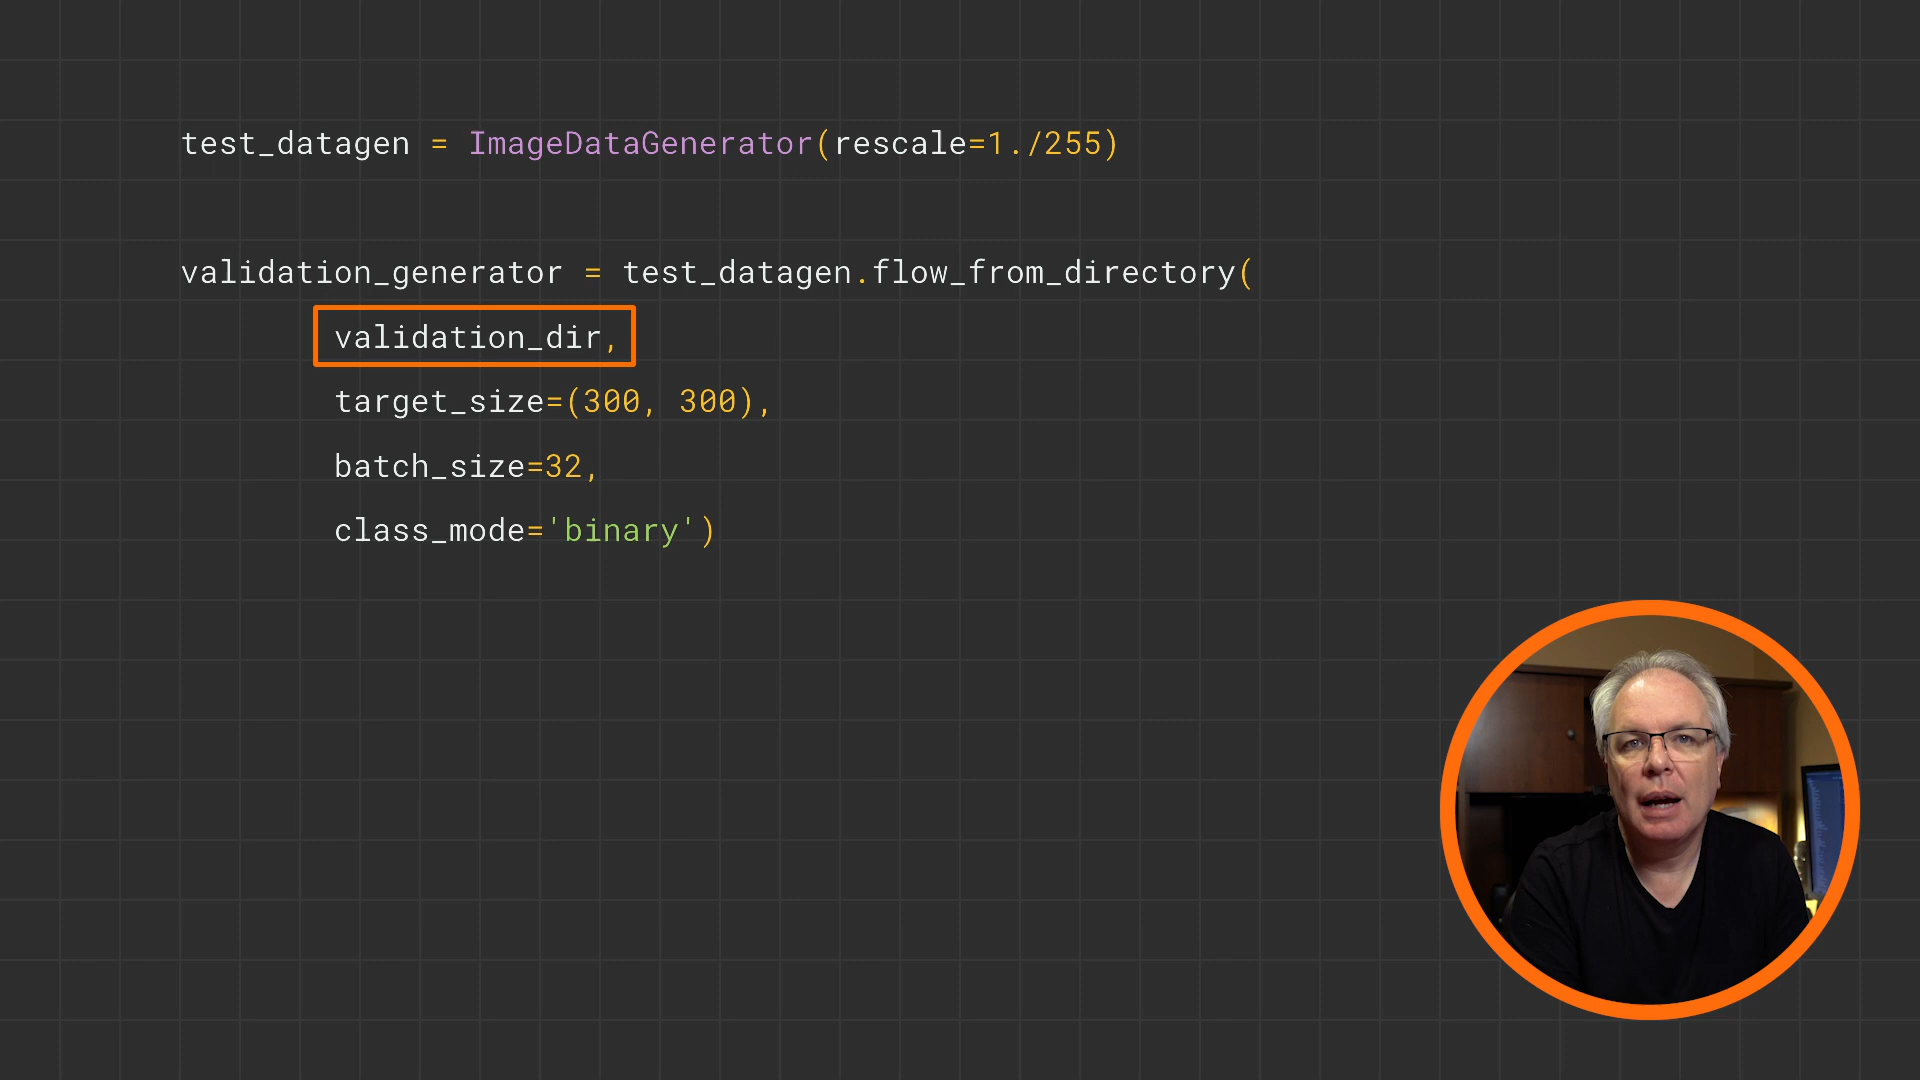 test_datagen = ImageDataGenerator(rescale=1./255)
validation_generator = test_datagen.flow_from_directory(
validation_dir,
target_size=(300, 300),
batch_size=32,
class_mode='binary')